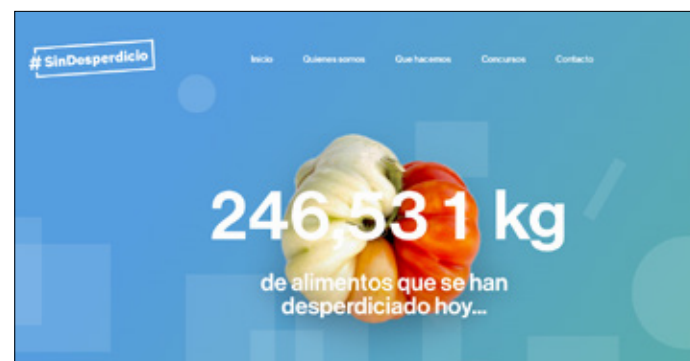 #SinDesperdicio
Inicio Quienes somos Que hacemos Concursos Contacto
246,531 kg
de alimentos que se han
desperdiciado hoy...